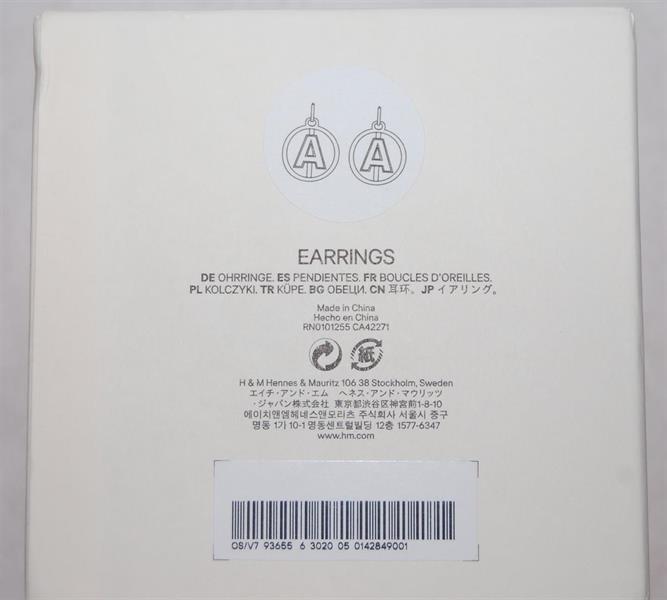 A A
EARRINGS
DE OHRRINGE. ES PENDIENTES. FR BOUCLES D'OREILLES.
PL KOLCZYKI. TR KÜPE. BG ОБЕЦИ. CN 耳环。 JP イアリング。
Made in China
Hecho en China
RN0101255 CA42271
紙
H & M Hennes & Mauritz 106 38 Stockholm, Sweden
エイチ・アンド・エム ヘネス・アンド・マウリッツ
・ジャパン株式会社 東京都渋谷区神宮前1-8-10
에이치앤엠헤네스앤모리츠 주식회사 서울시 중구
명동 1가 10-1 명동센트럴빌딩 12층 1577-6347
www.hm.com
OS/V7 93655 6 3020 05 0142849001